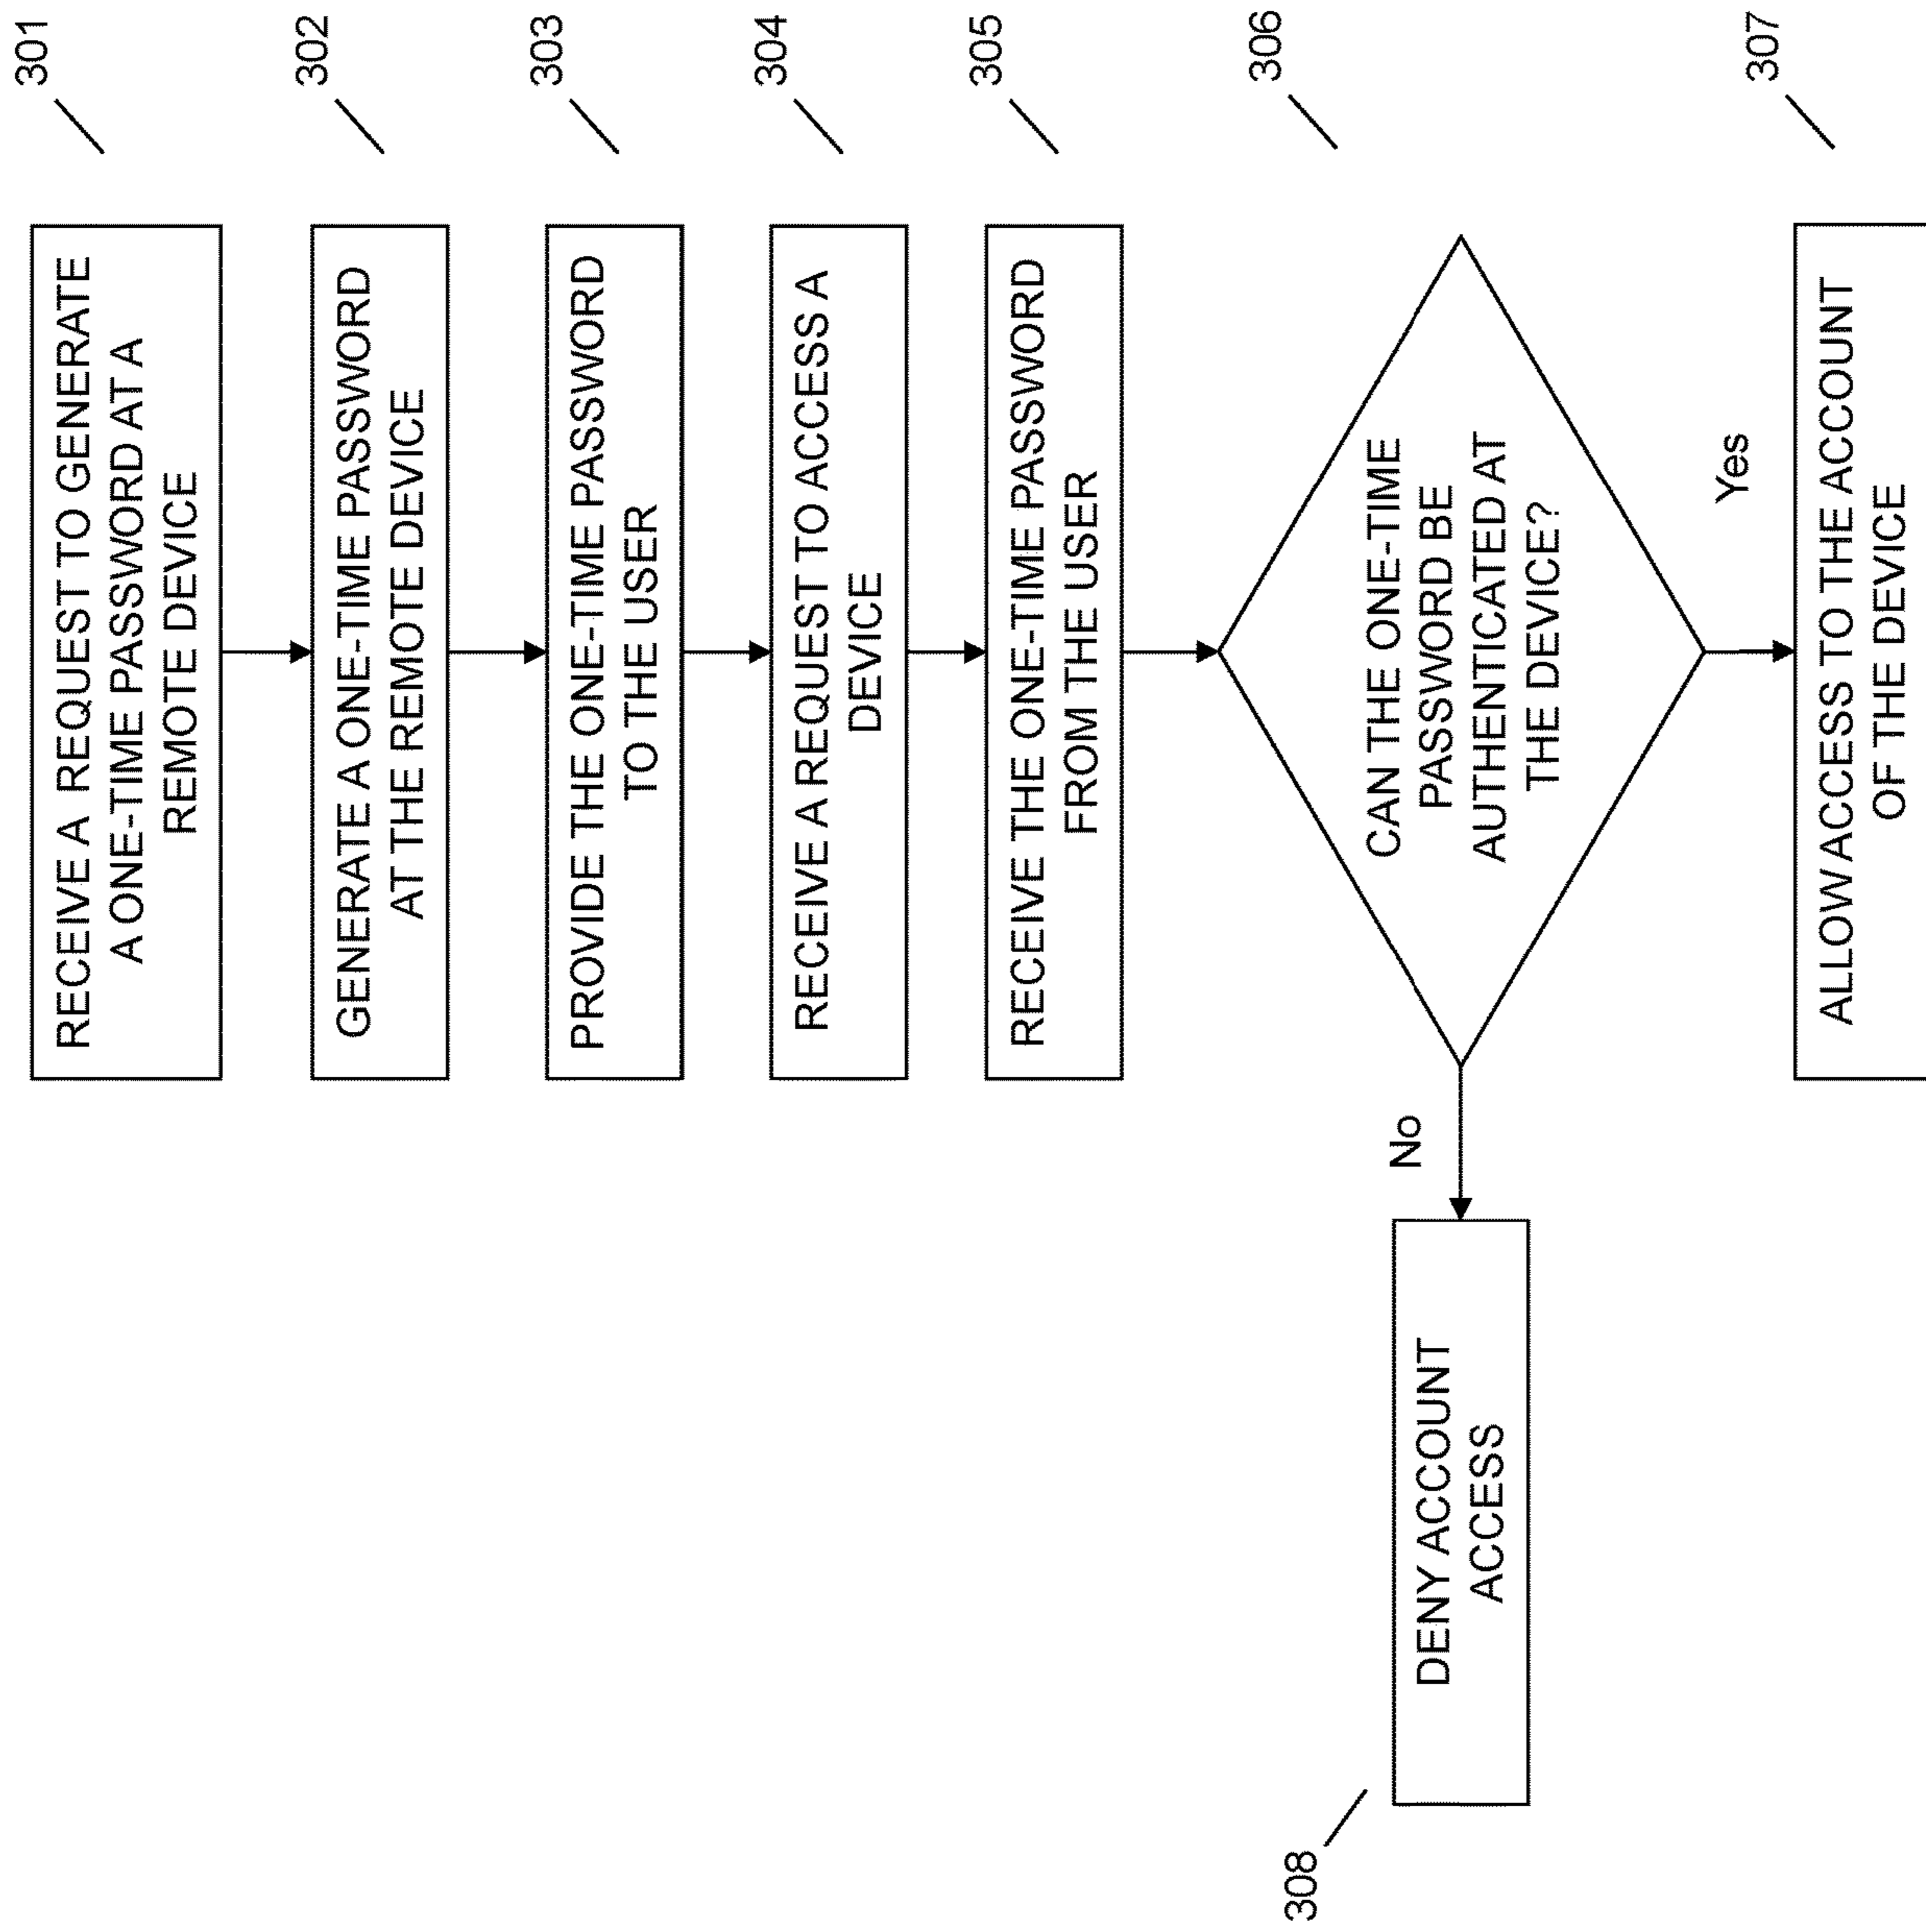 301
RECEIVE A REQUEST TO GENERATE
A ONE-TIME PASSWORD AT A
REMOTE DEVICE
302
GENERATE A ONE-TIME PASSWORD
AT THE REMOTE DEVICE
303
PROVIDE THE ONE-TIME PASSWORD
TO THE USER
304
RECEIVE A REQUEST TO ACCESS A
DEVICE
305
RECEIVE THE ONE-TIME PASSWORD
FROM THE USER
306
CAN THE ONE-TIME
PASSWORD BE
AUTHENTICATED AT
THE DEVICE?
No
308
DENY ACCOUNT
ACCESS
Yes
307
ALLOW ACCESS TO THE ACCOUNT
OF THE DEVICE